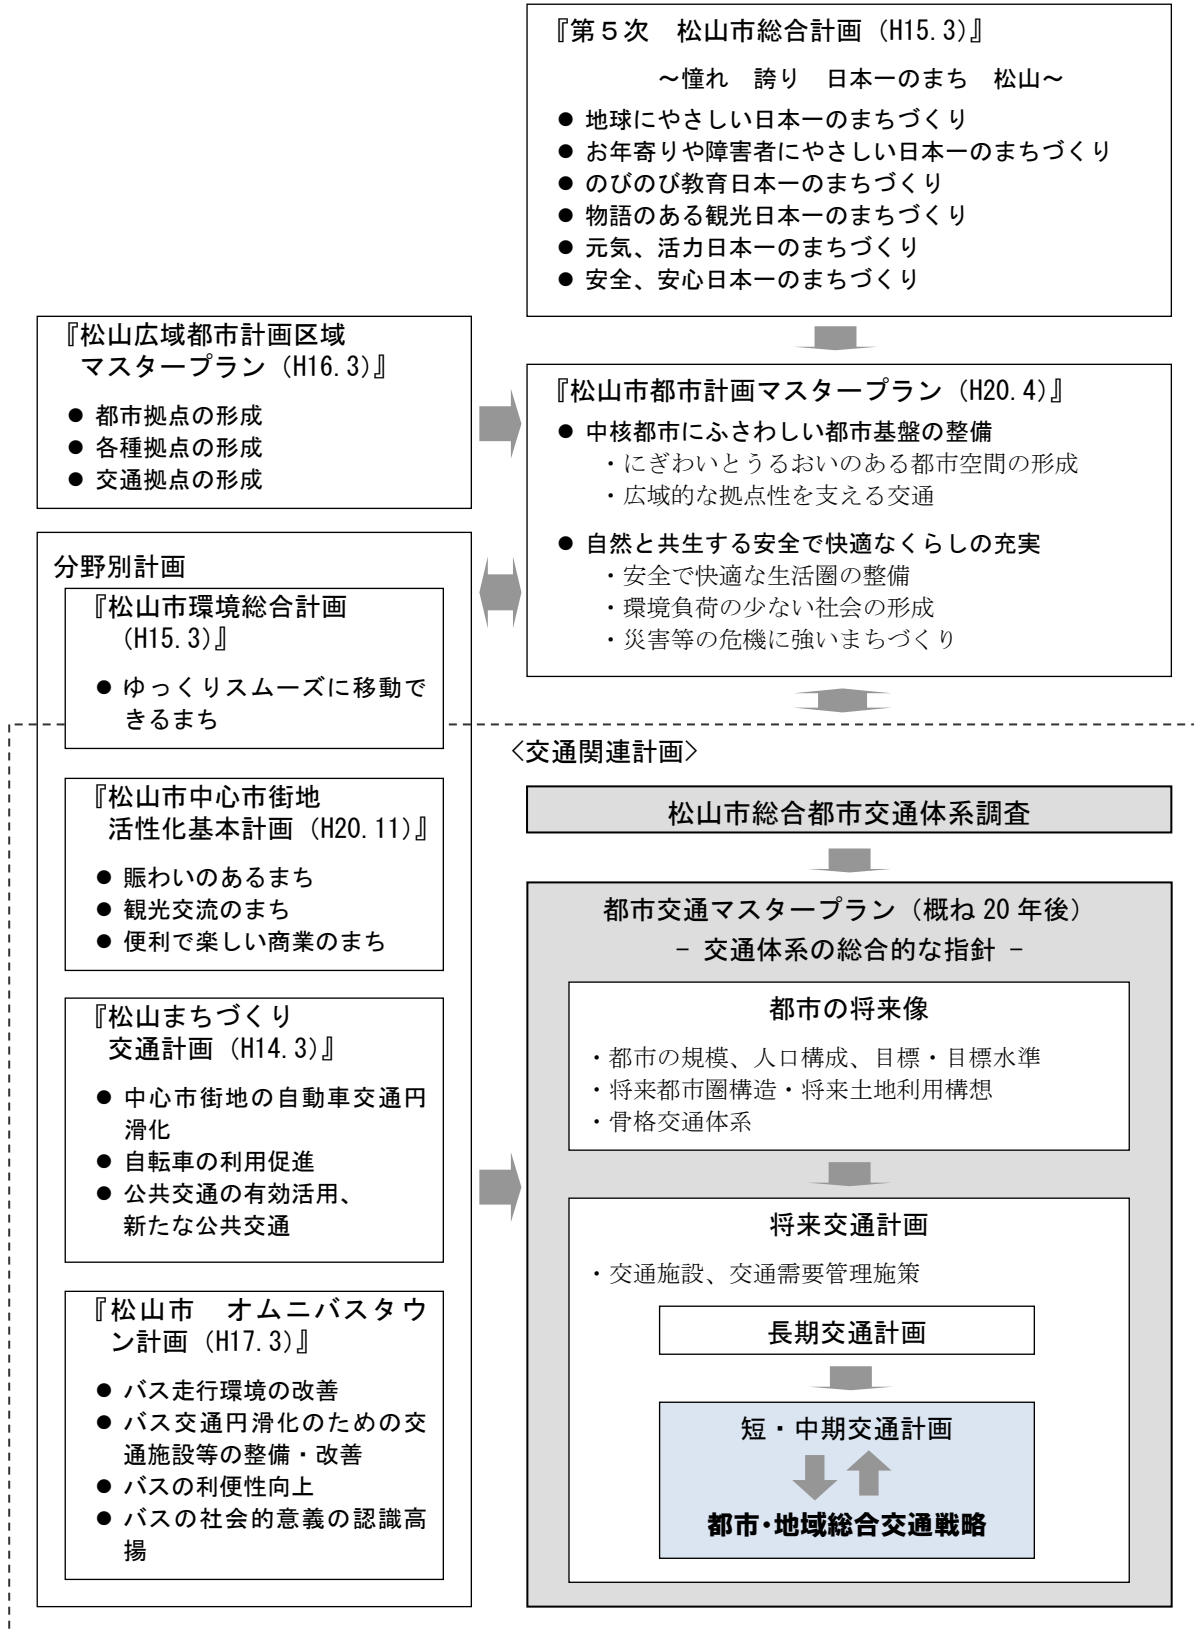 『第５次　松山市総合計画（H15.3）』
～憧れ　誇り　日本一のまち　松山～
● 地球にやさしい日本一のまちづくり
● お年寄りや障害者にやさしい日本一のまちづくり
● のびのび教育日本一のまちづくり
● 物語のある観光日本一のまちづくり
● 元気、活力日本一のまちづくり
● 安全、安心日本一のまちづくり
『松山広域都市計画区域
マスタープラン（H16.3）』
● 都市拠点の形成
● 各種拠点の形成
● 交通拠点の形成
『松山市都市計画マスタープラン（H20.4）』
● 中核都市にふさわしい都市基盤の整備
・にぎわいとうるおいのある都市空間の形成
・広域的な拠点性を支える交通
● 自然と共生する安全で快適なくらしの充実
・安全で快適な生活圏の整備
・環境負荷の少ない社会の形成
・災害等の危機に強いまちづくり
分野別計画
『松山市環境総合計画
（H15.3）』
● ゆっくりスムーズに移動で
きるまち
『松山市中心市街地
活性化基本計画（H20.11）』
● 賑わいのあるまち
● 観光交流のまち
● 便利で楽しい商業のまち
『松山まちづくり
交通計画（H14.3）』
● 中心市街地の自動車交通円
滑化
● 自転車の利用促進
● 公共交通の有効活用、
新たな公共交通
『松山市　オムニバスタウ
ン計画（H17.3）』
● バス走行環境の改善
● バス交通円滑化のための交
通施設等の整備・改善
● バスの利便性向上
● バスの社会的意義の認識高
揚
<交通関連計画>
松山市総合都市交通体系調査
都市交通マスタープラン（概ね 20 年後）
− 交通体系の総合的な指針 −
都市の将来像
・都市の規模、人口構成、目標・目標水準
・将来都市圏構造・将来土地利用構想
・骨格交通体系
将来交通計画
・交通施設、交通需要管理施策
長期交通計画
短・中期交通計画
都市・地域総合交通戦略